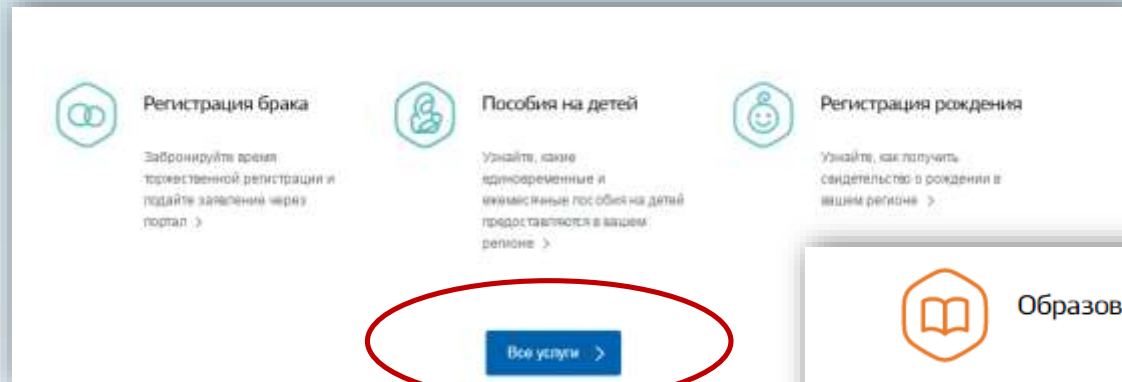 Регистрация брака
Забронируйте время
торжественной регистрации и
подайте заявление через
портал >
Пособия на детей
Узнайте, какие
единовременные и
ежемесячные пособия на детей
предоставляются в вашем
регионе >
Регистрация рождения
Узнайте, как получить
свидетельство о рождении в
вашем регионе >
Все услуги >
Образов